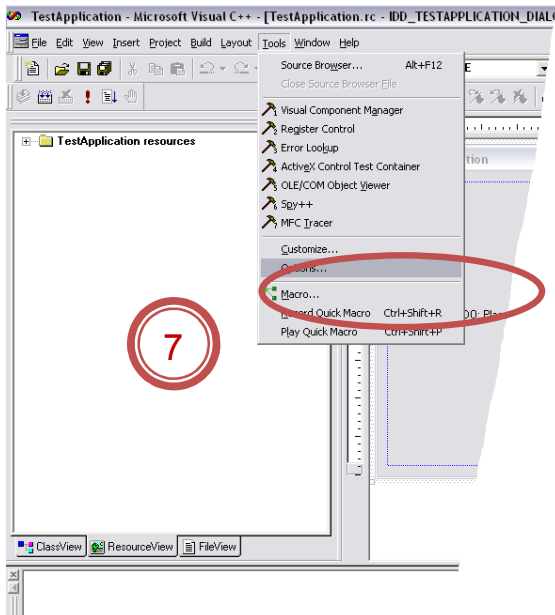 TestApplication - Microsoft Visual C++ - [TestApplication.rc - IDD_TESTAPPLICATION_DIALO
File Edit View Insert Project Build Layout Tools Window Help
Source Browser... Alt+F12
Close Source Browser File
Visual Component Manager
Register Control
Error Lookup
ActiveX Control Test Container
OLE/COM Object Viewer
Spy++
MFC Tracer
Customize...
Options...
Macro...
Record Quick Macro Ctrl+Shift+R
Play Quick Macro Ctrl+Shift+P
E
tion
TestApplication resources
7
ClassView ResourceView FileView